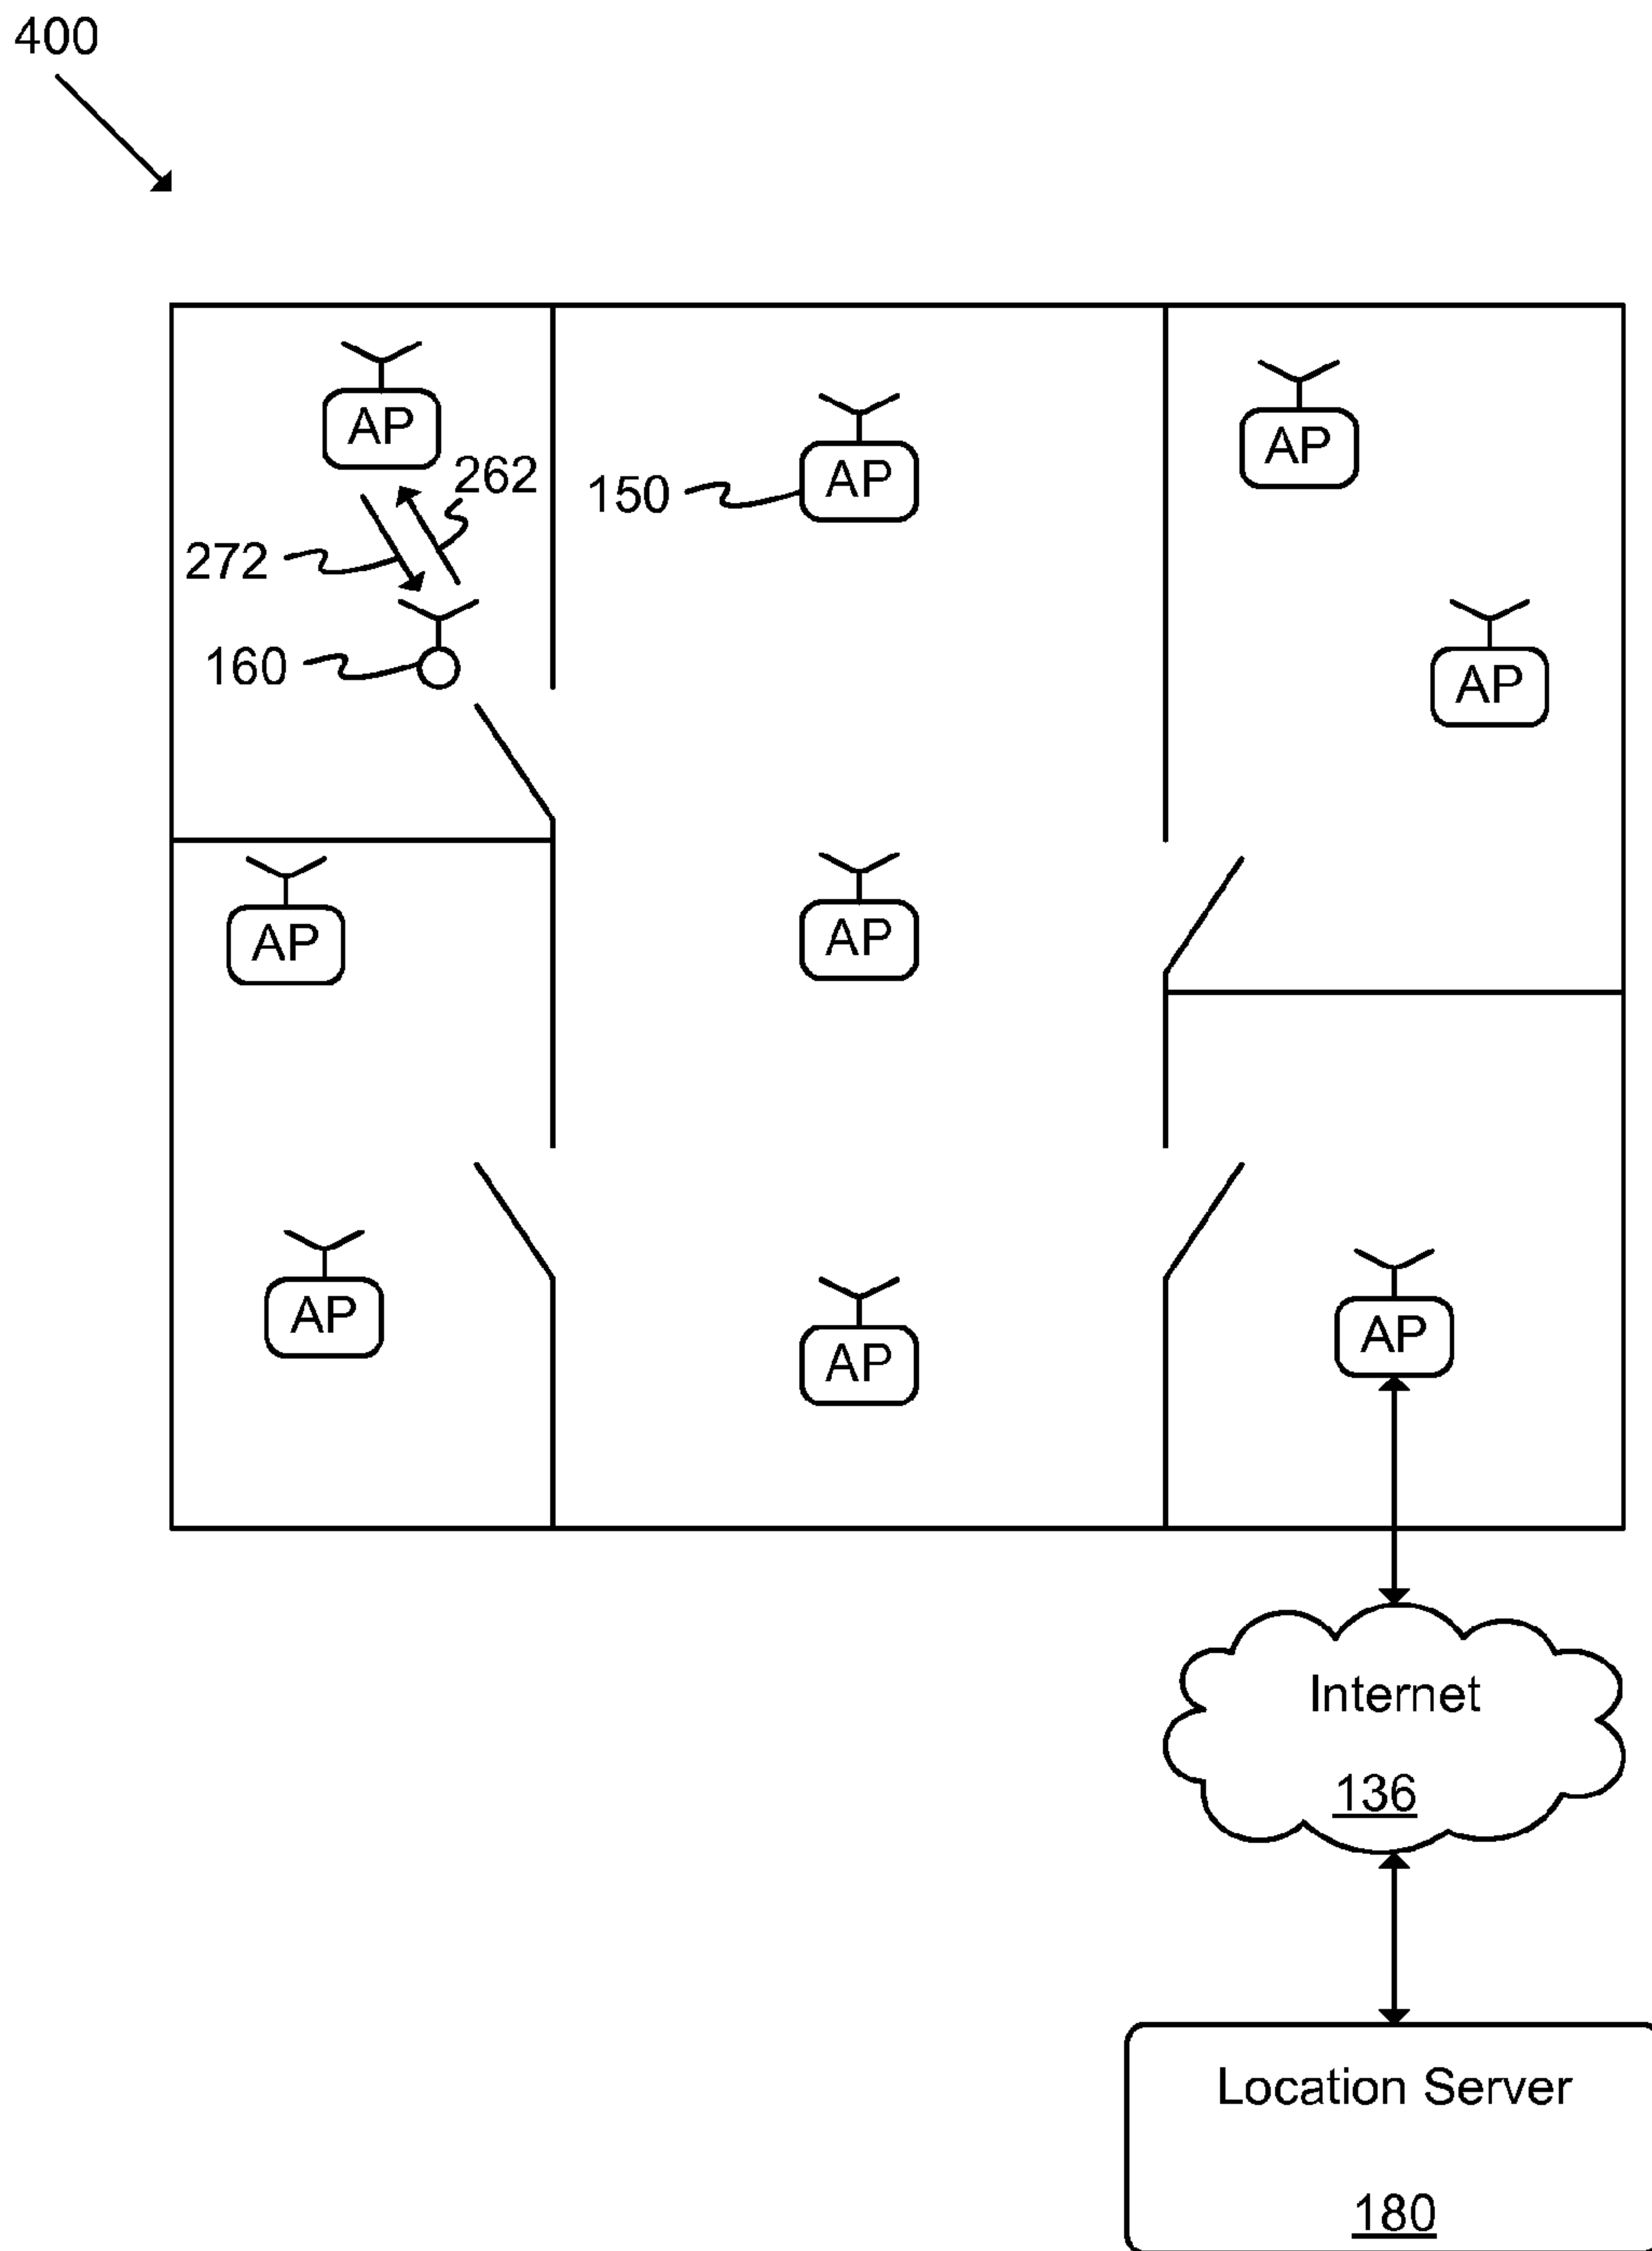 400
AP
AP
AP
262
150
272
160
AP
AP
AP
AP
AP
AP
Internet
136
Location Server
180